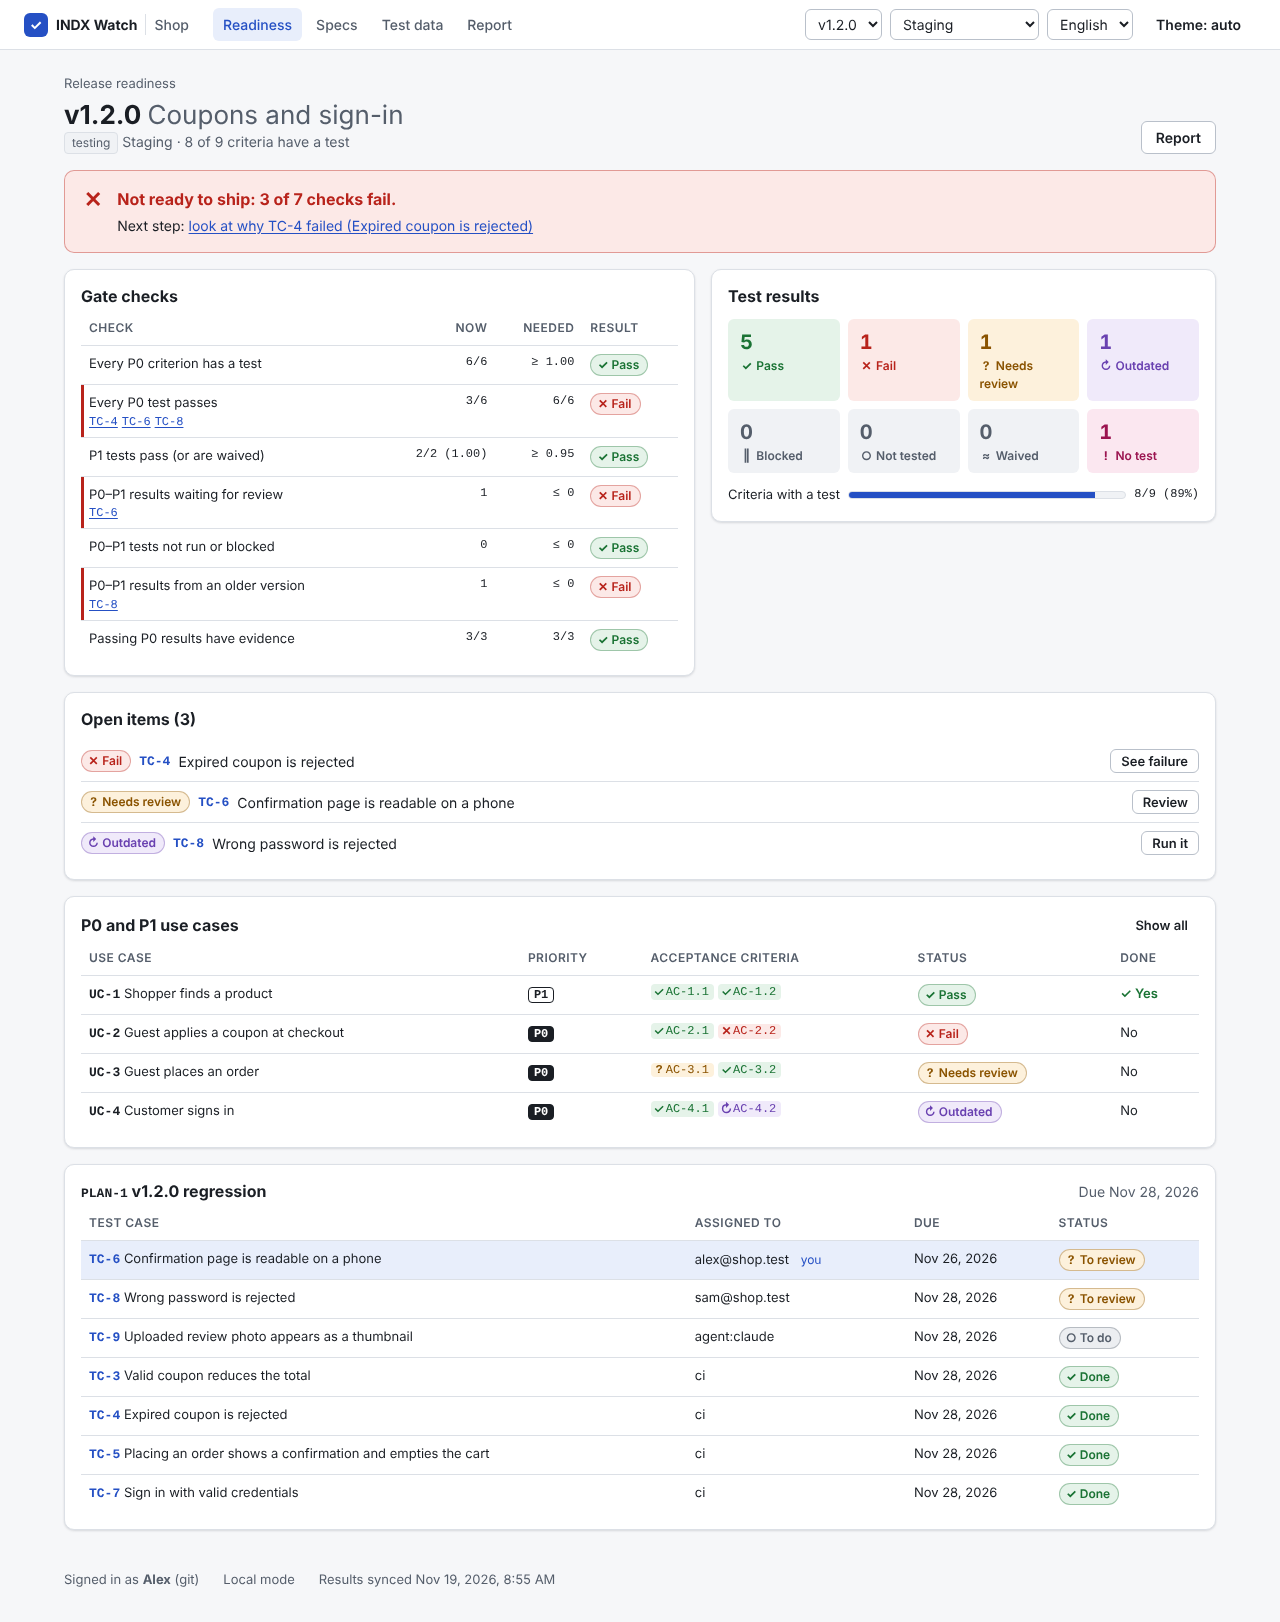 INDX Watch Shop Readiness Specs Test data Report v1.2.0 Staging English Theme: auto
Release readiness
v1.2.0 Coupons and sign-in
testing Staging · 8 of 9 criteria have a test
Report
Not ready to ship: 3 of 7 checks fail.
Next step: look at why TC-4 failed (Expired coupon is rejected)
Gate checks
CHECK NOW NEEDED RESULT
Every P0 criterion has a test 6/6 ≥ 1.00 ✓ Pass
Every P0 test passes 3/6 6/6 ✕ Fail
TC-4 TC-6 TC-8
P1 tests pass (or are waived) 2/2 (1.00) ≥ 0.95 ✓ Pass
P0–P1 results waiting for review 1 ≤ 0 ✕ Fail
TC-6
P0–P1 tests not run or blocked 0 ≤ 0 ✓ Pass
P0–P1 results from an older version 1 ≤ 0 ✕ Fail
TC-8
Passing P0 results have evidence 3/3 3/3 ✓ Pass
Test results
5 1 1 1
✓ Pass ✕ Fail ? Needs review ↻ Outdated
0 0 0 1
‖ Blocked ○ Not tested ≈ Waived ! No test
Criteria with a test 8/9 (89%)
Open items (3)
✕ Fail TC-4 Expired coupon is rejected See failure
? Needs review TC-6 Confirmation page is readable on a phone Review
↻ Outdated TC-8 Wrong password is rejected Run it
P0 and P1 use cases Show all
USE CASE PRIORITY ACCEPTANCE CRITERIA STATUS DONE
UC-1 Shopper finds a product P1 ✓AC-1.1 ✓AC-1.2 ✓ Pass ✓ Yes
UC-2 Guest applies a coupon at checkout P0 ✓AC-2.1 ✕AC-2.2 ✕ Fail No
UC-3 Guest places an order P0 ?AC-3.1 ✓AC-3.2 ? Needs review No
UC-4 Customer signs in P0 ✓AC-4.1 ↻AC-4.2 ↻ Outdated No
PLAN-1 v1.2.0 regression Due Nov 28, 2026
TEST CASE ASSIGNED TO DUE STATUS
TC-6 Confirmation page is readable on a phone alex@shop.test you Nov 26, 2026 ? To review
TC-8 Wrong password is rejected sam@shop.test Nov 28, 2026 ? To review
TC-9 Uploaded review photo appears as a thumbnail agent:claude Nov 28, 2026 ○ To do
TC-3 Valid coupon reduces the total ci Nov 28, 2026 ✓ Done
TC-4 Expired coupon is rejected ci Nov 28, 2026 ✓ Done
TC-5 Placing an order shows a confirmation and empties the cart ci Nov 28, 2026 ✓ Done
TC-7 Sign in with valid credentials ci Nov 28, 2026 ✓ Done
Signed in as Alex (git) Local mode Results synced Nov 19, 2026, 8:55 AM